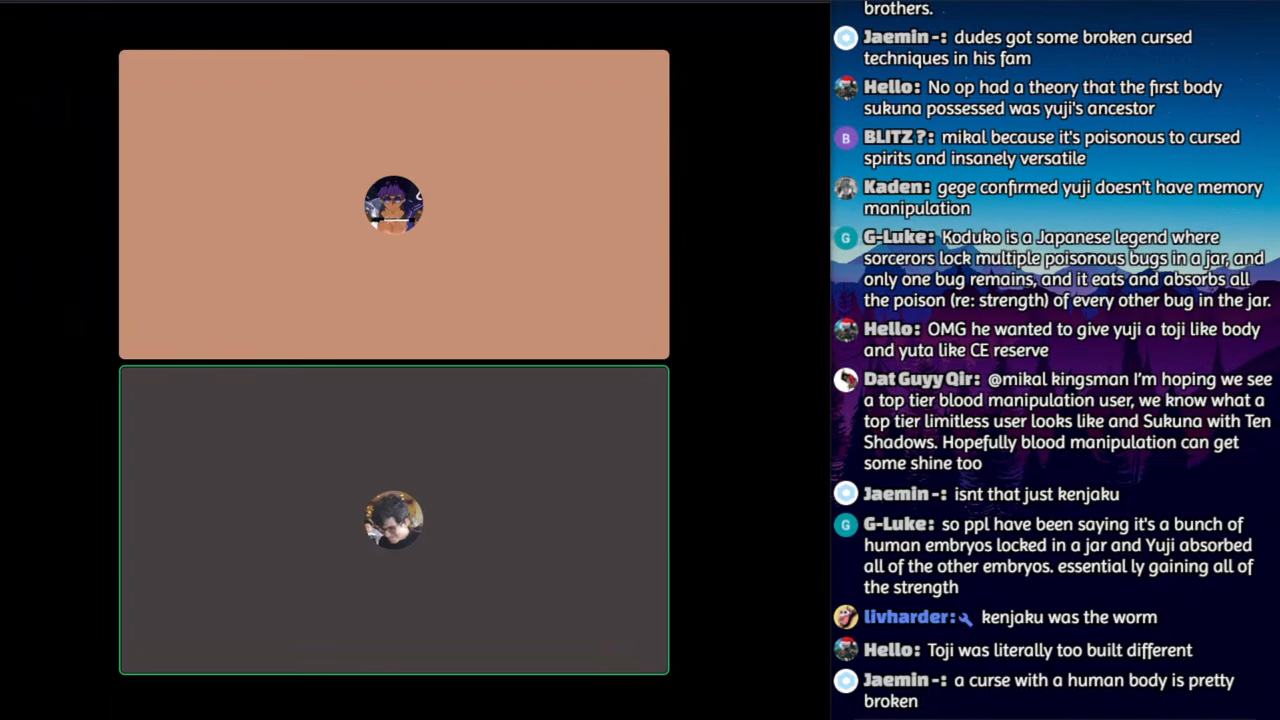 brothers.
Jaemin -: dudes got some broken cursed
techniques in his fam
Hello: No op had a theory that the first body
sukuna possessed was yuji's ancestor
B
BLITZ ?: mikal because it's poisonous to cursed
spirits and insanely versatile
Kaden: gege confirmed yuji doesn't have memory
manipulation
G
G-Luke: Koduko is a Japanese legend where
sorcerors lock multiple poisonous bugs in a jar, and
only one bug remains, and it eats and absorbs all
the poison (re: strength) of every other bug in the jar.
Hello: OMG he wanted to give yuji a toji like body
and yuta like CE reserve
Dat Guyy Qir: @mikal kingsman I'm hoping we see
a top tier blood manipulation user, we know what a
top tier limitless user looks like and Sukuna with Ten
Shadows. Hopefully blood manipulation can get
some shine too
Jaemin -: isnt that just kenjaku
G
G-Luke: so ppl have been saying it's a bunch of
human embryos locked in a jar and Yuji absorbed
all of the other embryos. essential ly gaining all of
the strength
livharder: kenjaku was the worm
Hello: Toji was literally too built different
Jaemin -: a curse with a human body is pretty
broken